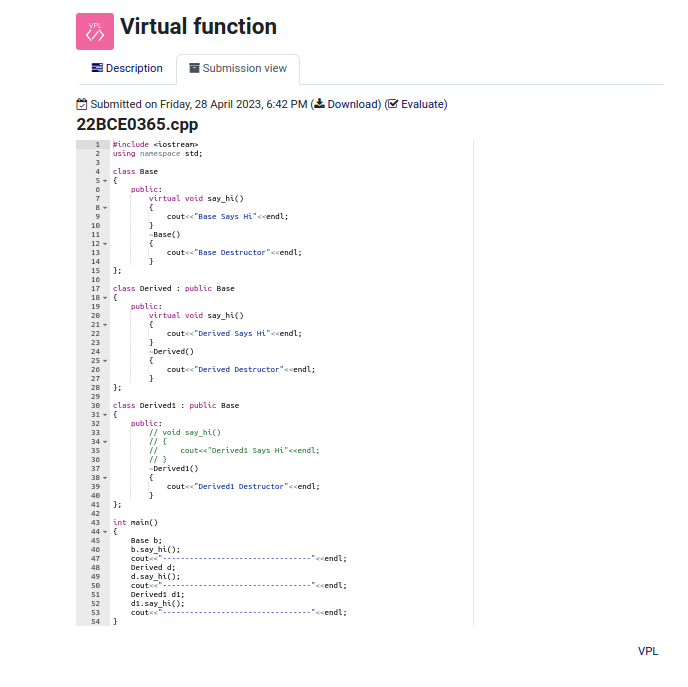 VPL
</>
Virtual function
Description
Submission view
Submitted on Friday, 28 April 2023, 6:42 PM (Download) (Evaluate)
22BCE0365.cpp
1 #include <iostream>
2 using namespace std;
3
4 class Base
5 {
6     public:
7         virtual void say_hi()
8         {
9             cout<<"Base Says Hi"<<endl;
10         }
11         ~Base()
12         {
13             cout<<"Base Destructor"<<endl;
14         }
15 };
16
17 class Derived : public Base
18 {
19     public:
20         virtual void say_hi()
21         {
22             cout<<"Derived Says Hi"<<endl;
23         }
24         ~Derived()
25         {
26             cout<<"Derived Destructor"<<endl;
27         }
28 };
29
30 class Derived1 : public Base
31 {
32     public:
33         // void say_hi()
34         // {
35         //     cout<<"Derived1 Says Hi"<<endl;
36         // }
37         ~Derived1()
38         {
39             cout<<"Derived1 Destructor"<<endl;
40         }
41 };
42
43 int main()
44 {
45     Base b;
46     b.say_hi();
47     cout<<"---------------------------------"<<endl;
48     Derived d;
49     d.say_hi();
50     cout<<"---------------------------------"<<endl;
51     Derived1 d1;
52     d1.say_hi();
53     cout<<"---------------------------------"<<endl;
54 }
VPL